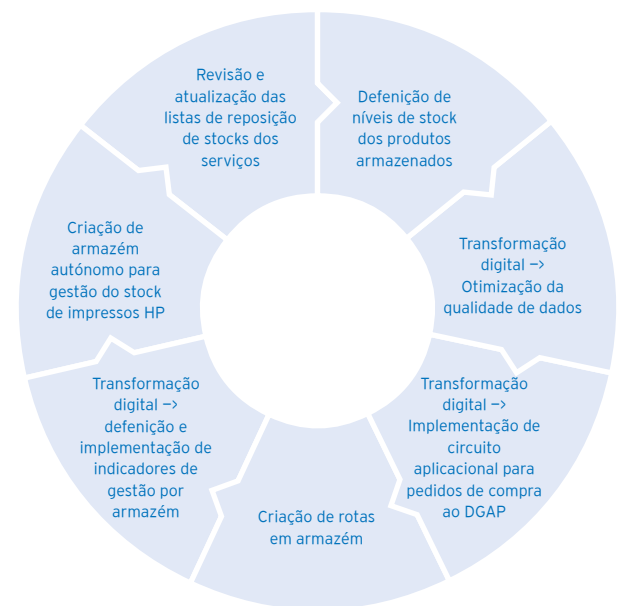 Revisão e
atualização das
listas de reposição
de stocks dos
serviços
Defenição de
níveis de stock
dos produtos
armazenados
Transformação
digital —>
Otimização da
qualidade de dados
Transformação
digital —>
Implementação de
circuito
aplicacional para
pedidos de compra
ao DGAP
Criação de rotas
em armazém
Transformação
digital —>
defenição e
implementação de
indicadores de
gestão por
armazém
Criação de
armazém
autónomo para
gestão do stock
de impressos HP